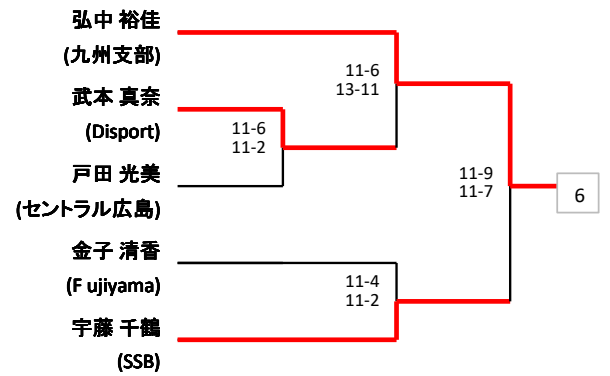 弘中 裕佳
(九州支部)
武本 真奈
(Disport)
戸田 光美
(セントラル広島)
金子 清香
(F ujiyama)
宇藤 千鶴
(SSB)
11-6
11-2
11-6
13-11
11-4
11-2
11-9
11-7
6